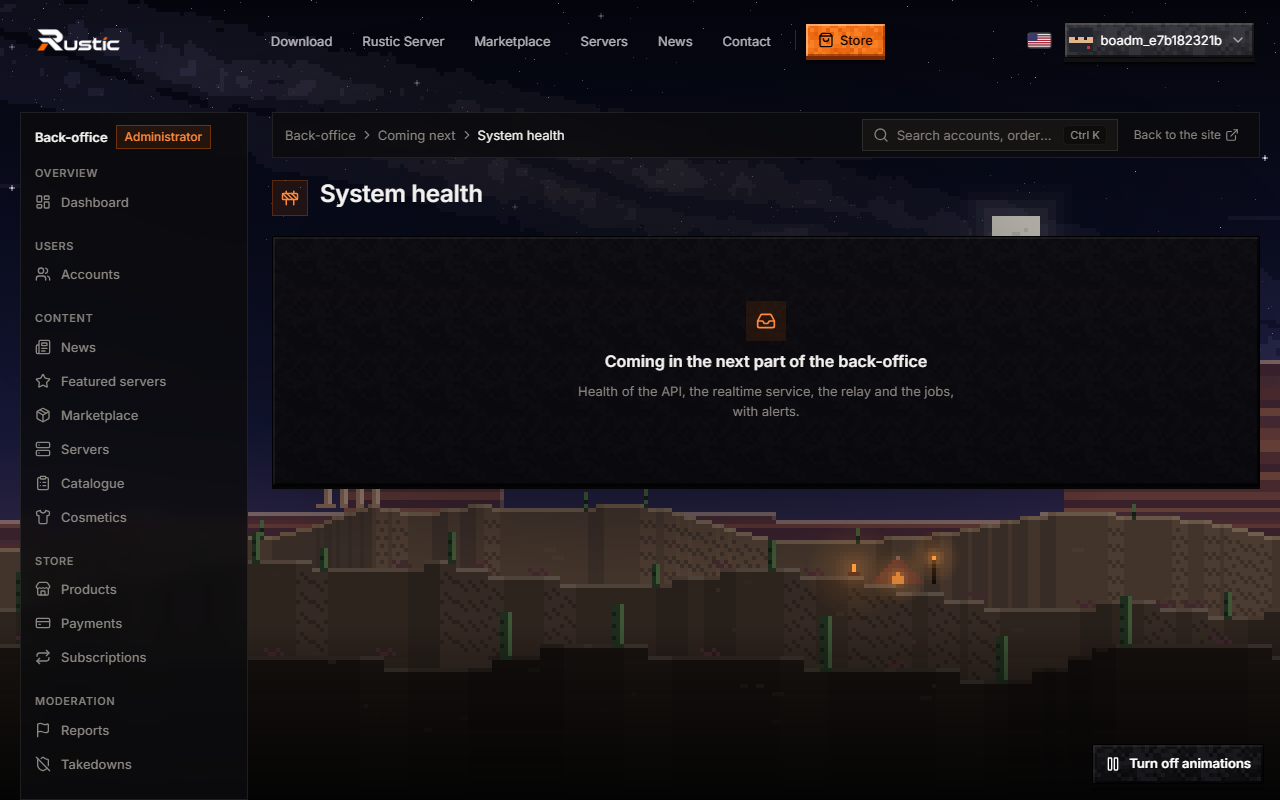 Rustic
Download
Rustic Server
Marketplace
Servers
News
Contact
Store
boadm_e7b182321b
Back-office
Administrator
OVERVIEW
Dashboard
USERS
Accounts
CONTENT
News
Featured servers
Marketplace
Servers
Catalogue
Cosmetics
STORE
Products
Payments
Subscriptions
MODERATION
Reports
Takedowns
Back-office > Coming next > System health
Search accounts, order...
Ctrl K
Back to the site
System health
Coming in the next part of the back-office
Health of the API, the realtime service, the relay and the jobs,
with alerts.
Turn off animations